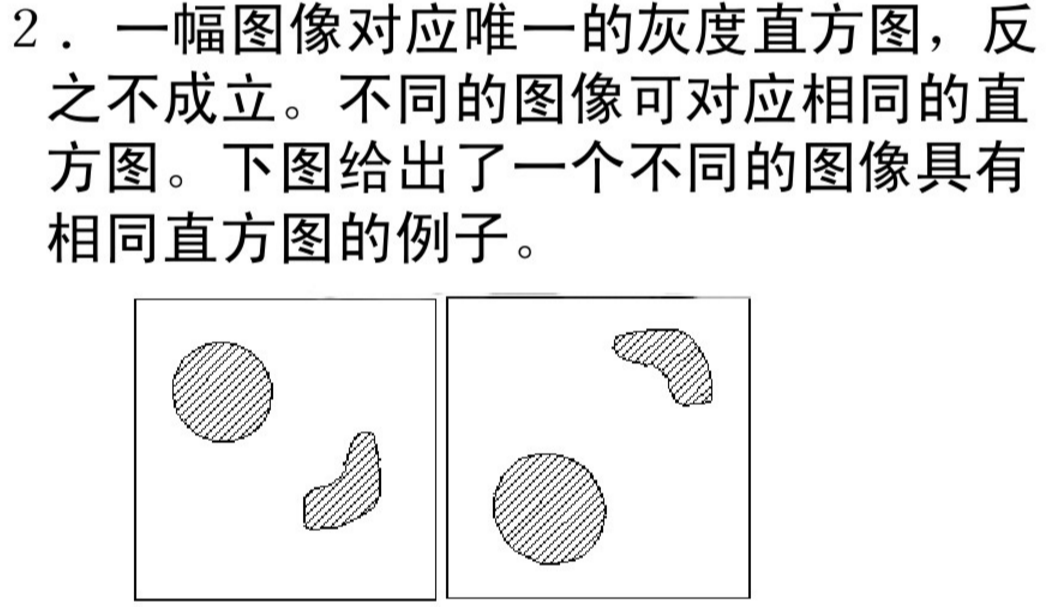 2．一幅图像对应唯一的灰度直方图，反
之不成立。不同的图像可对应相同的直
方图。下图给出了一个不同的图像具有
相同直方图的例子。